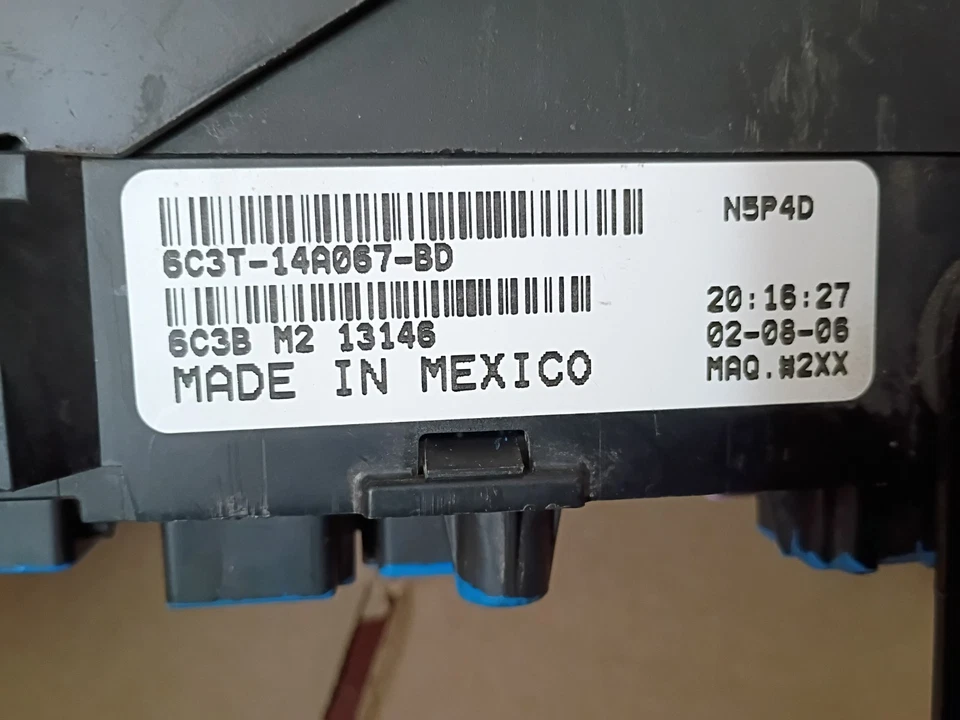 N5P4D
6C3T-14A067-BD
20:16:27
6C3B M2 13146
02-08-06
MADE IN MEXICO
MAQ.#2XX